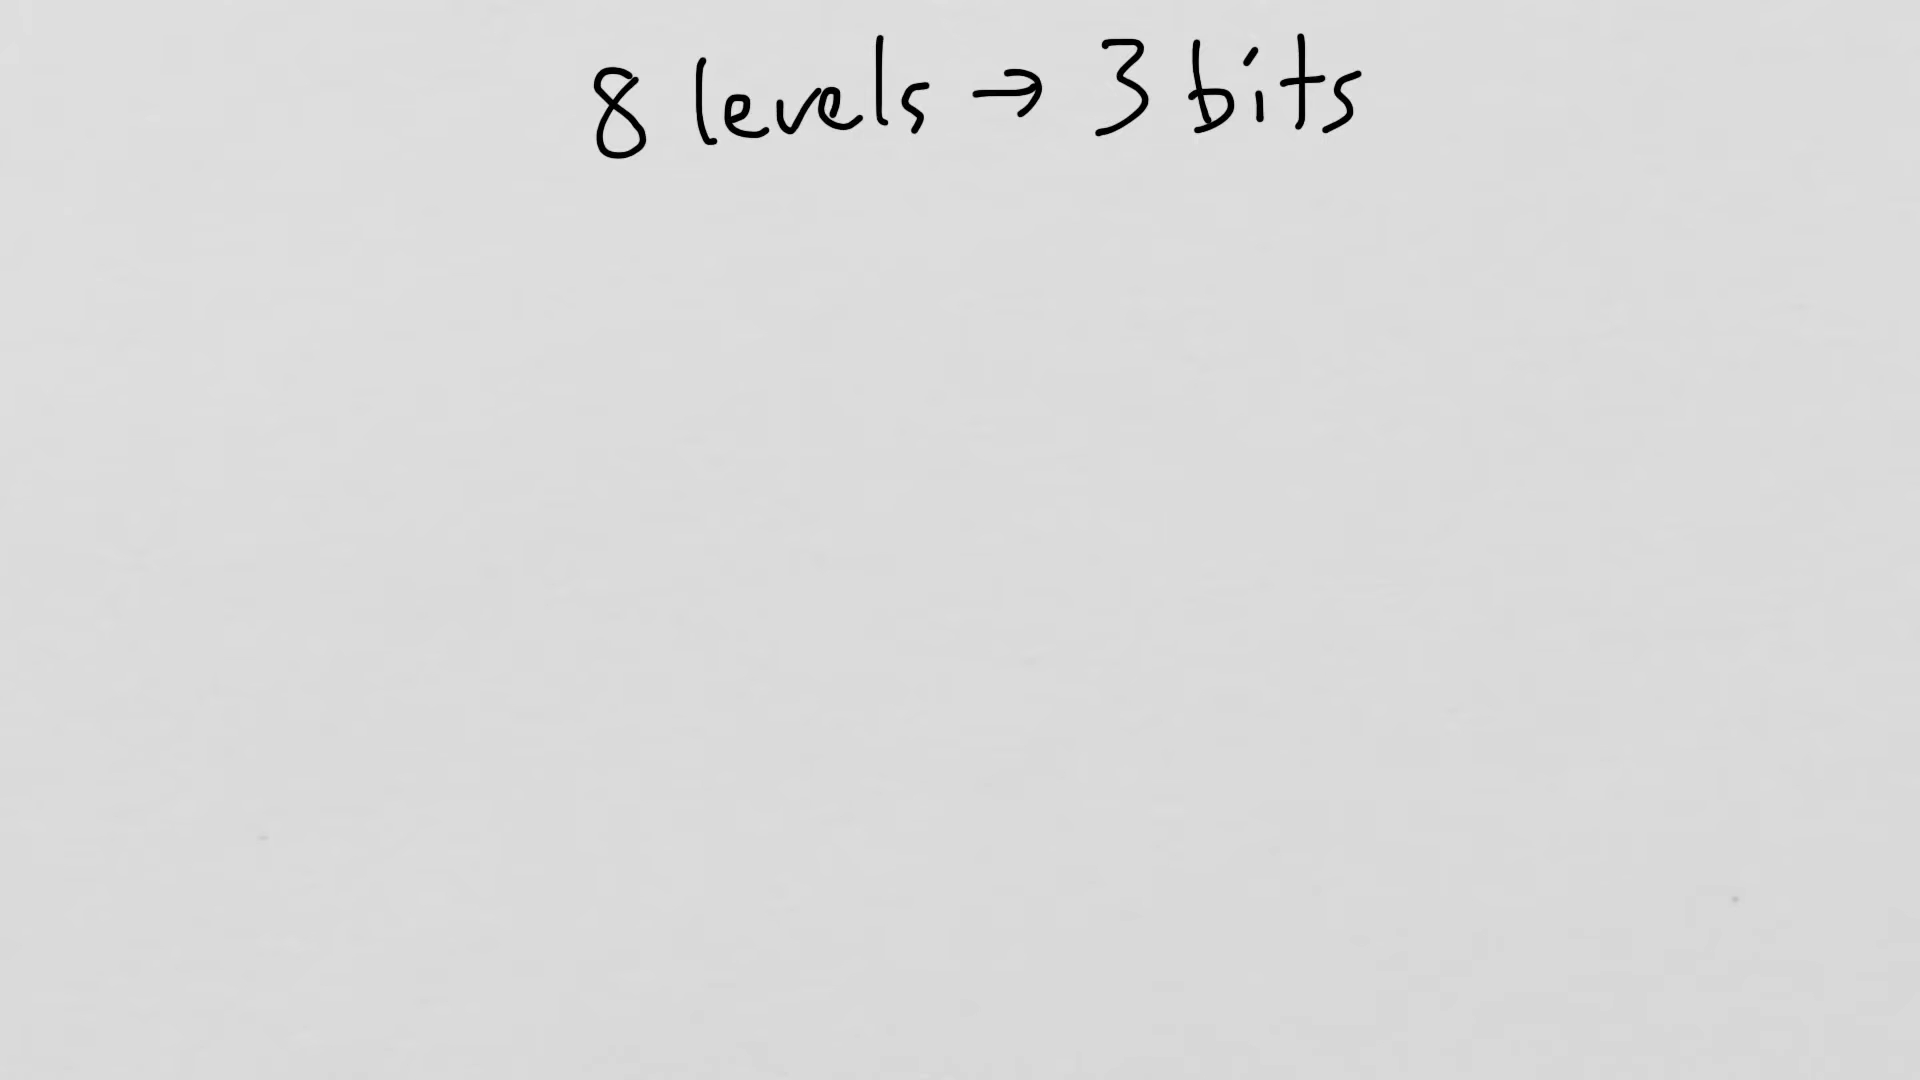 8 levels → 3 bits